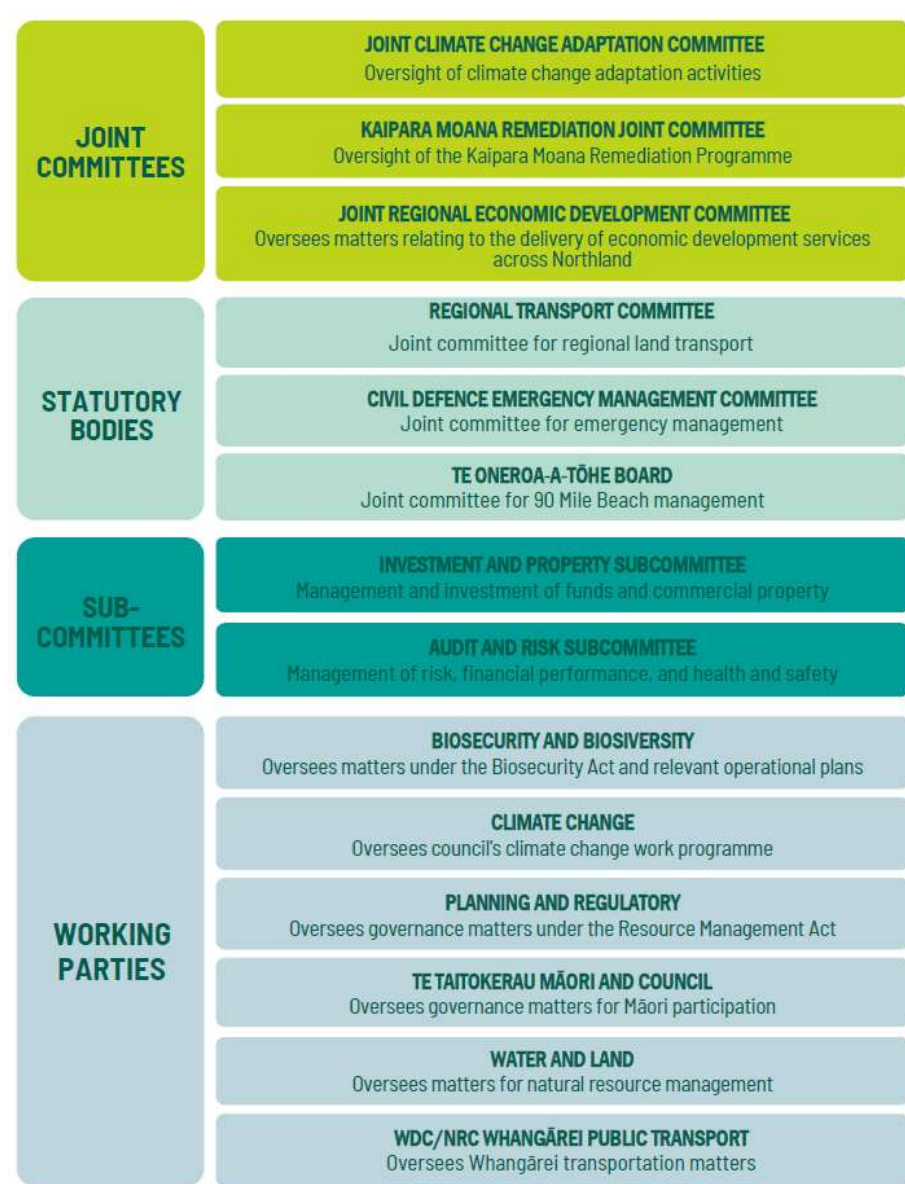 JOINT
COMMITTEES
JOINT CLIMATE CHANGE ADAPTATION COMMITTEE
Oversight of climate change adaptation activities
KAIPARA MOANA REMEDIATION JOINT COMMITTEE
Oversight of the Kaipara Moana Remediation Programme
JOINT REGIONAL ECONOMIC DEVELOPMENT COMMITTEE
Oversees matters relating to the delivery of economic development services
across Northland
STATUTORY
BODIES
REGIONAL TRANSPORT COMMITTEE
Joint committee for regional land transport
CIVIL DEFENCE EMERGENCY MANAGEMENT COMMITTEE
Joint committee for emergency management
TE ONEROA-A-TŌHE BOARD
Joint committee for 90 Mile Beach management
SUB-
COMMITTEES
INVESTMENT AND PROPERTY SUBCOMMITTEE
Management and investment of funds and commercial property
AUDIT AND RISK SUBCOMMITTEE
Management of risk, financial performance, and health and safety
WORKING
PARTIES
BIOSECURITY AND BIOSIVERSITY
Oversees matters under the Biosecurity Act and relevant operational plans
CLIMATE CHANGE
Oversees council's climate change work programme
PLANNING AND REGULATORY
Oversees governance matters under the Resource Management Act
TE TAITOKERAU MĀORI AND COUNCIL
Oversees governance matters for Māori participation
WATER AND LAND
Oversees matters for natural resource management
WDC/NRC WHANGĀREI PUBLIC TRANSPORT
Oversees Whangārei transportation matters